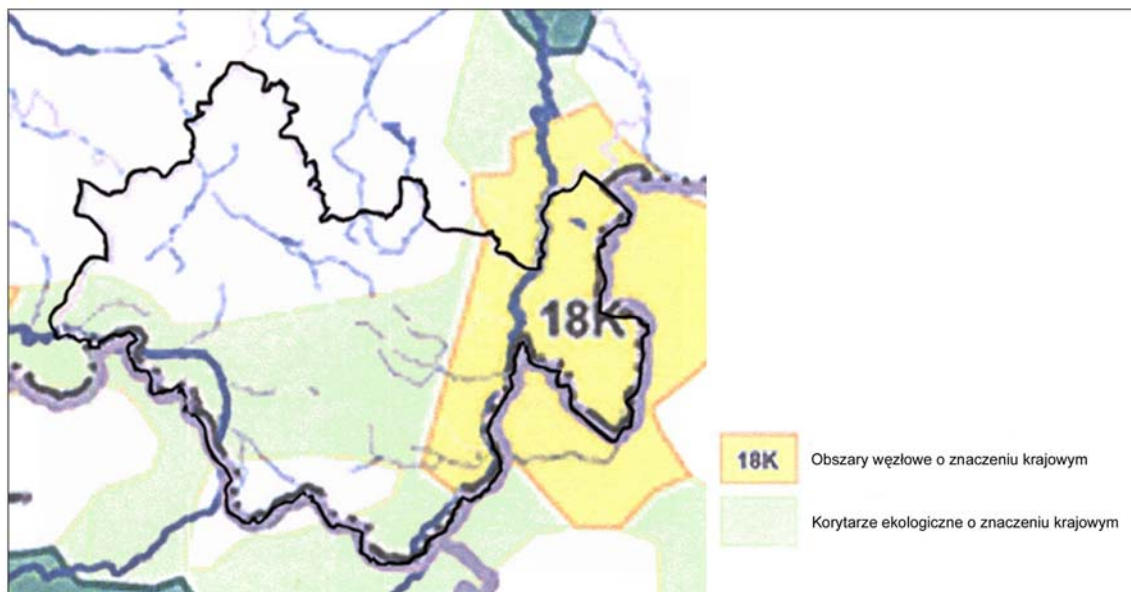 18K
18K
Obszary węzłowe o znaczeniu krajowym
Korytarze ekologiczne o znaczeniu krajowym